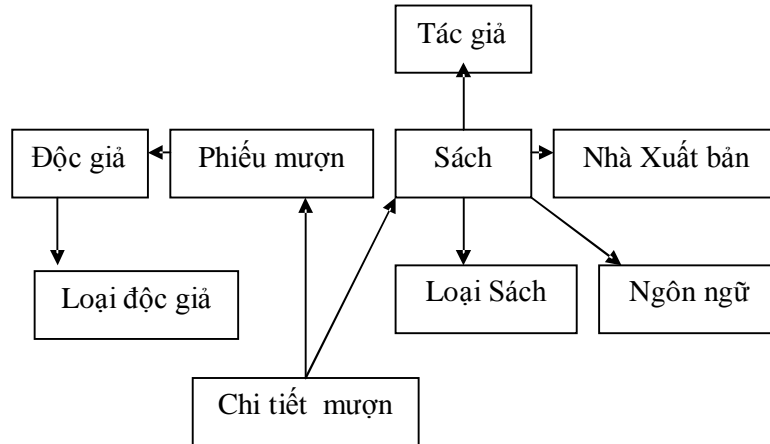 Tác giả
Độc giả
Phiếu mượn
Sách
Nhà Xuất bản
Loại độc giả
Loại Sách
Ngôn ngữ
Chi tiết mượn